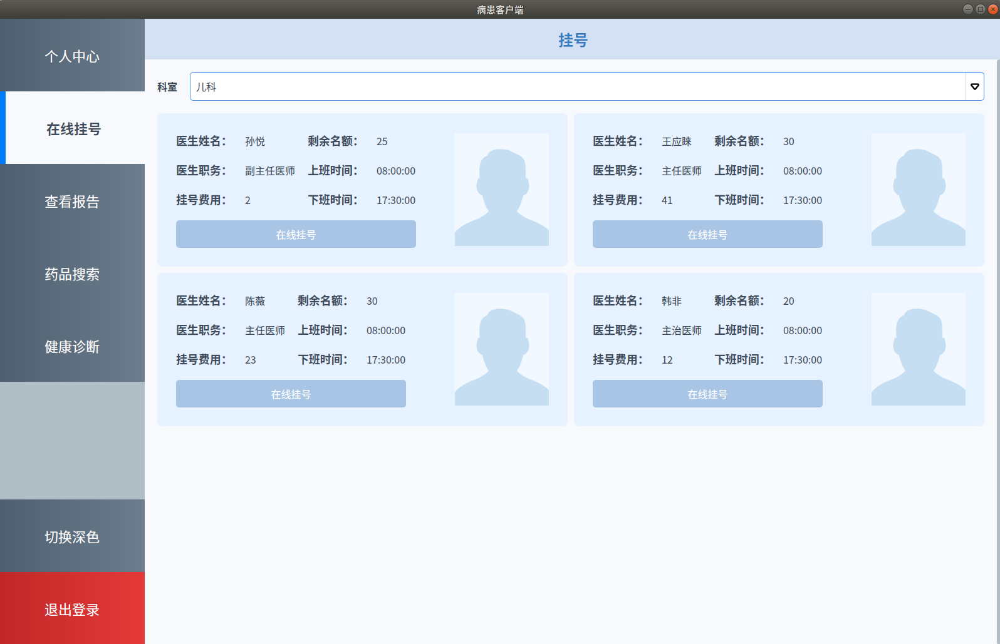 病患客户端
个人中心
在线挂号
查看报告
药品搜索
健康诊断
切换深色
退出登录
挂号
科室 儿科
医生姓名： 孙悦 剩余名额： 25
医生职务： 副主任医师 上班时间： 08:00:00
挂号费用： 2 下班时间： 17:30:00
在线挂号
医生姓名： 王应睐 剩余名额： 30
医生职务： 主任医师 上班时间： 08:00:00
挂号费用： 41 下班时间： 17:30:00
在线挂号
医生姓名： 陈薇 剩余名额： 30
医生职务： 主任医师 上班时间： 08:00:00
挂号费用： 23 下班时间： 17:30:00
在线挂号
医生姓名： 韩非 剩余名额： 20
医生职务： 主治医师 上班时间： 08:00:00
挂号费用： 12 下班时间： 17:30:00
在线挂号